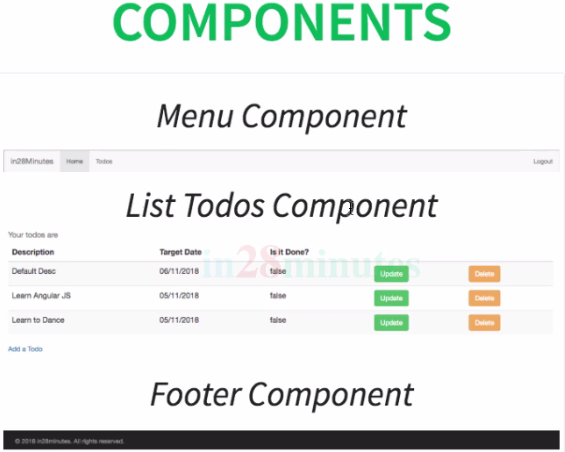 COMPONENTS
Menu Component
in28Minutes Home Todos Logout
List Todos Component
Your todos are
Description Target Date Is it Done?
in28minutes
Default Desc 06/11/2018 false Update Delete
Learn Angular JS 05/11/2018 false Update Delete
Learn to Dance 05/11/2018 false Update Delete
Add a Todo
Footer Component
© 2018 in28minutes. All rights reserved.